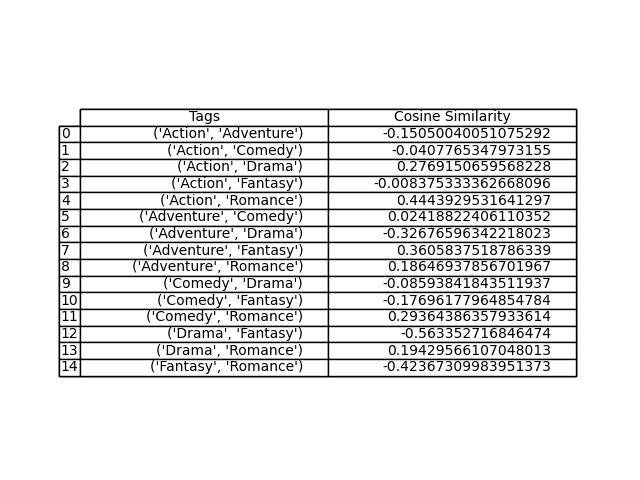 Tags Cosine Similarity
0 ('Action', 'Adventure') -0.15050040051075292
1 ('Action', 'Comedy') -0.0407765347973155
2 ('Action', 'Drama') 0.2769150659568228
3 ('Action', 'Fantasy') -0.008375333362668096
4 ('Action', 'Romance') 0.4443929531641297
5 ('Adventure', 'Comedy') 0.02418822406110352
6 ('Adventure', 'Drama') -0.32676596342218023
7 ('Adventure', 'Fantasy') 0.3605837518786339
8 ('Adventure', 'Romance') 0.18646937856701967
9 ('Comedy', 'Drama') -0.08593841843511937
10 ('Comedy', 'Fantasy') -0.17696177964854784
11 ('Comedy', 'Romance') 0.29364386357933614
12 ('Drama', 'Fantasy') -0.563352716846474
13 ('Drama', 'Romance') 0.19429566107048013
14 ('Fantasy', 'Romance') -0.42367309983951373